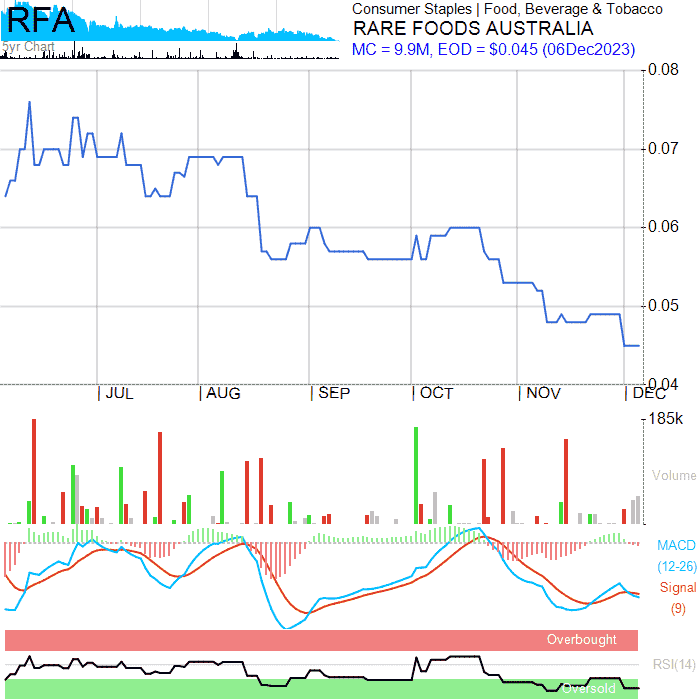 RFA
5yr Chart
Consumer Staples | Food, Beverage & Tobacco
RARE FOODS AUSTRALIA
MC = 9.9M, EOD = $0.045 (06Dec2023)
0.08
0.07
0.06
0.05
0.04
JUL AUG SEP OCT NOV DEC
185k
Volume
MACD
(12-26)
Signal
(9)
Overbought
RSI(14)
Oversold